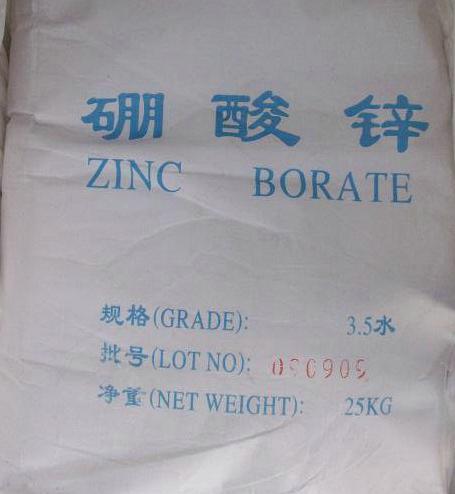 硼酸锌
ZINC BORATE
规格(GRADE): 3.5水
批号(LOT NO): 090905
净重(NET WEIGHT): 25KG